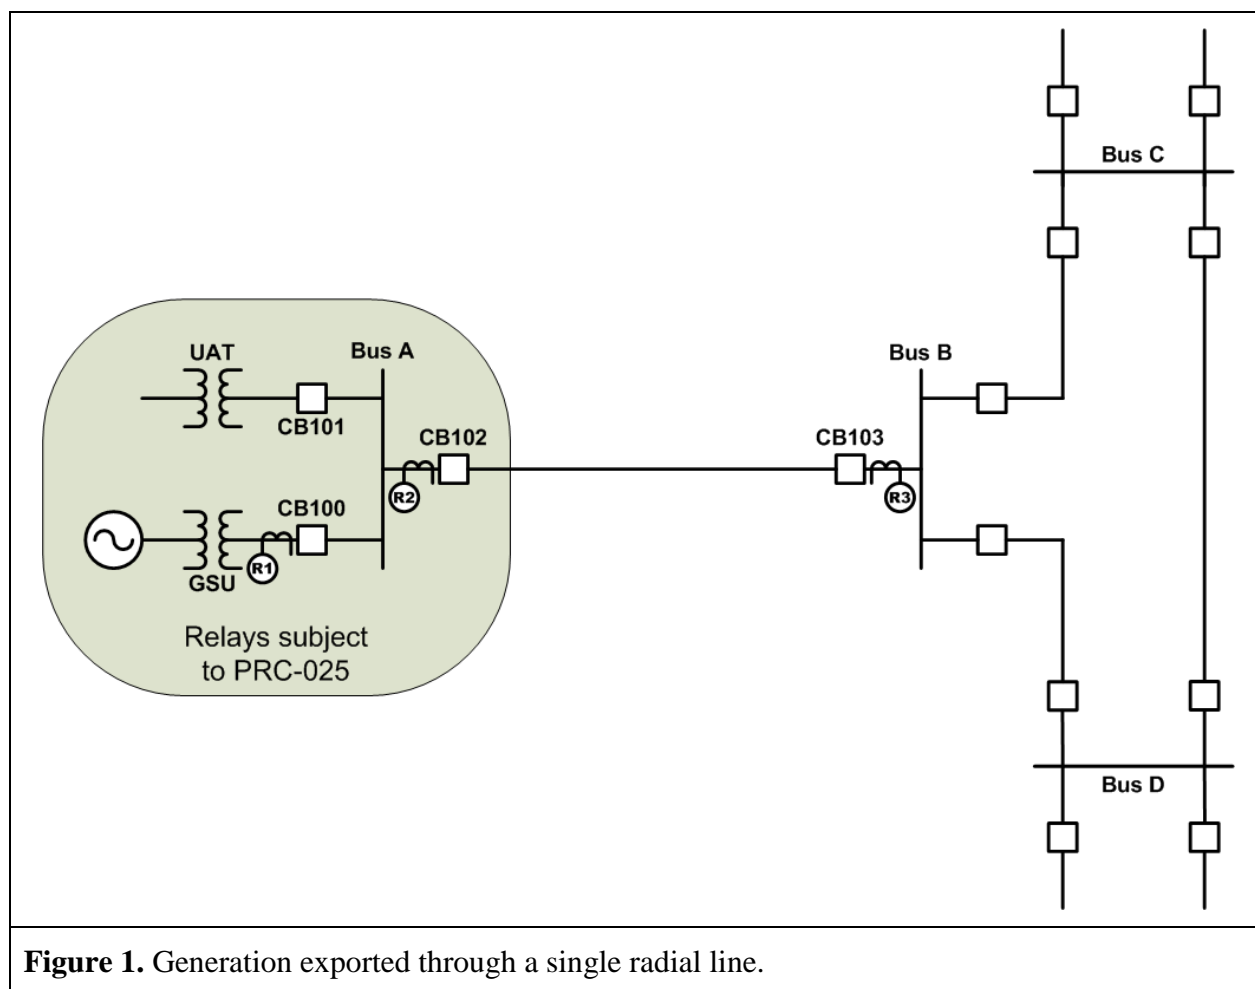 Bus C
UAT
Bus A
Bus B
CB101
CB102
CB103
R2
R3
CB100
R1
GSU
Relays subject
to PRC-025
Bus D
Figure 1. Generation exported through a single radial line.